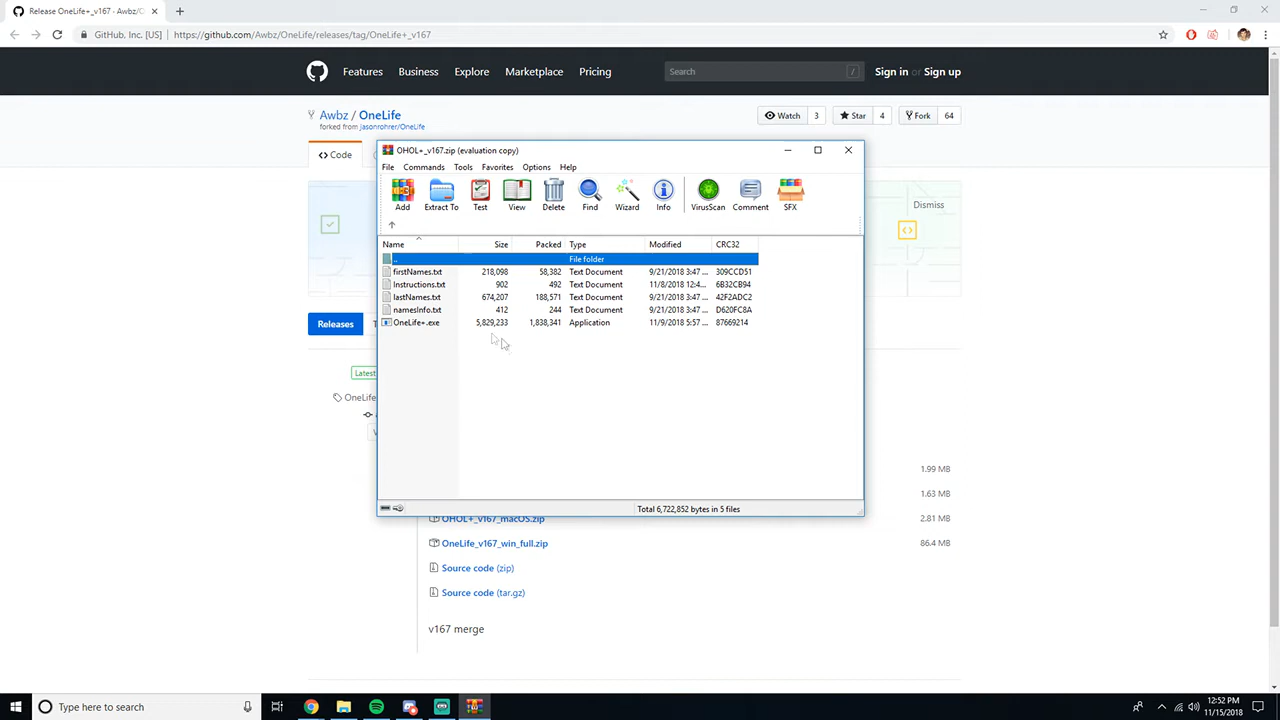 Release OneLife+_v167 · Awbz/O
GitHub, Inc. [US]
https://github.com/Awbz/OneLife/releases/tag/OneLife+_v167
Features
Business
Explore
Marketplace
Pricing
Search
/
Sign in or Sign up
Awbz / OneLife
forked from jasonrohrer/OneLife
Watch 3
Star 4
Fork 64
Code
OHOL+_v167.zip (evaluation copy)
File Commands Tools Favorites Options Help
Add
Extract To
Test
View
Delete
Find
Wizard
Info
VirusScan
Comment
SFX
Dismiss
Name Size Packed Type Modified CRC32
.. File folder
firstNames.txt 218,098 58,382 Text Document 9/21/2018 3:47 ... 309CCD51
Instructions.txt 902 492 Text Document 11/8/2018 12:4... 6B32CB94
lastNames.txt 674,207 188,571 Text Document 9/21/2018 3:47 ... 42F2ADC2
namesInfo.txt 412 244 Text Document 9/21/2018 3:47 ... D620FC8A
OneLife+.exe 5,829,233 1,838,341 Application 11/9/2018 5:57 ... 87669214
Releases
Latest
OneLife
1.99 MB
1.63 MB
Total 6,722,852 bytes in 5 files
OHOL+_v167_macOS.zip 2.81 MB
OneLife_v167_win_full.zip 86.4 MB
Source code (zip)
Source code (tar.gz)
v167 merge
Type here to search
12:52 PM
11/15/2018